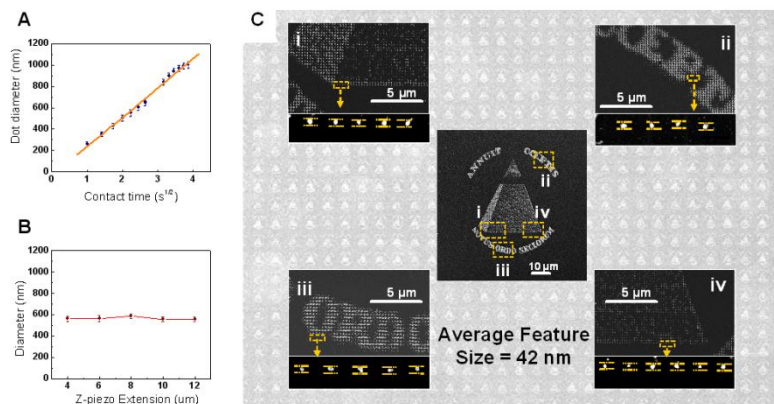 A
1200
1000
800
600
400
200
0
Dot diameter (nm)
0 1 2 3 4
Contact time (s1/2)
B
1200
1000
800
600
400
200
0
Diameter (nm)
4 6 8 10 12
Z-piezo Extension (um)
C
i
5 µm
ii
5 µm
ANNUIT
ii
i
iv
iii
10 µm
iii
5 µm
iv
5 µm
Average Feature
Size = 42 nm